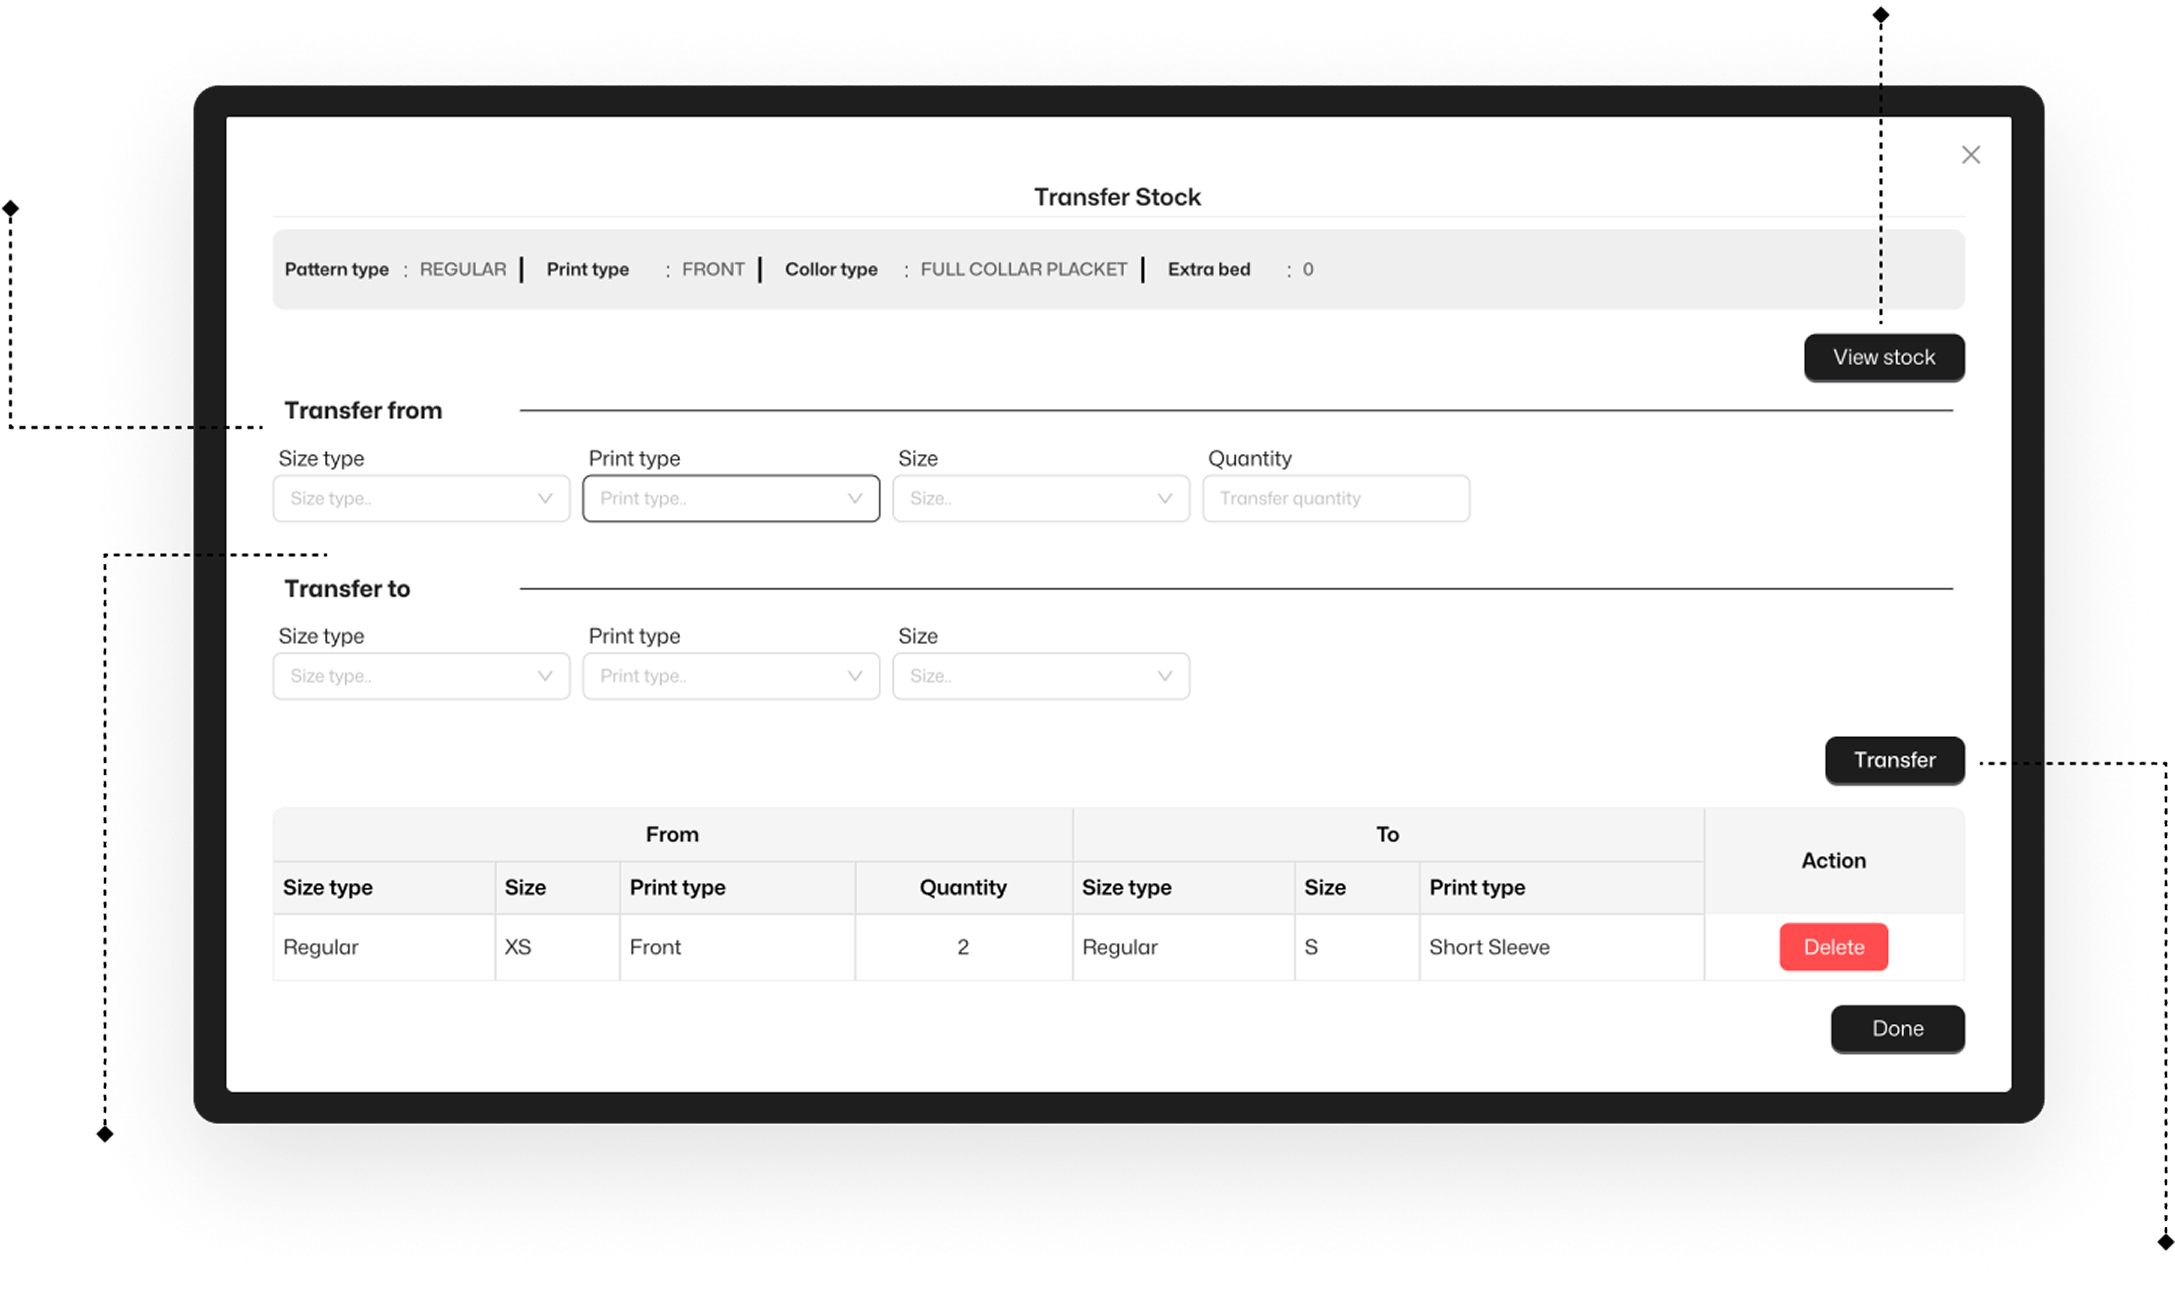 Transfer Stock
Pattern type : REGULAR Print type : FRONT Collor type : FULL COLLAR PLACKET Extra bed : 0
View stock
Transfer from
Size type Print type Size Quantity
Size type.. Print type.. Size.. Transfer quantity
Transfer to
Size type Print type Size
Size type.. Print type.. Size..
Transfer
From To Action
Size type Size Print type Quantity Size type Size Print type
Regular XS Front 2 Regular S Short Sleeve Delete
Done